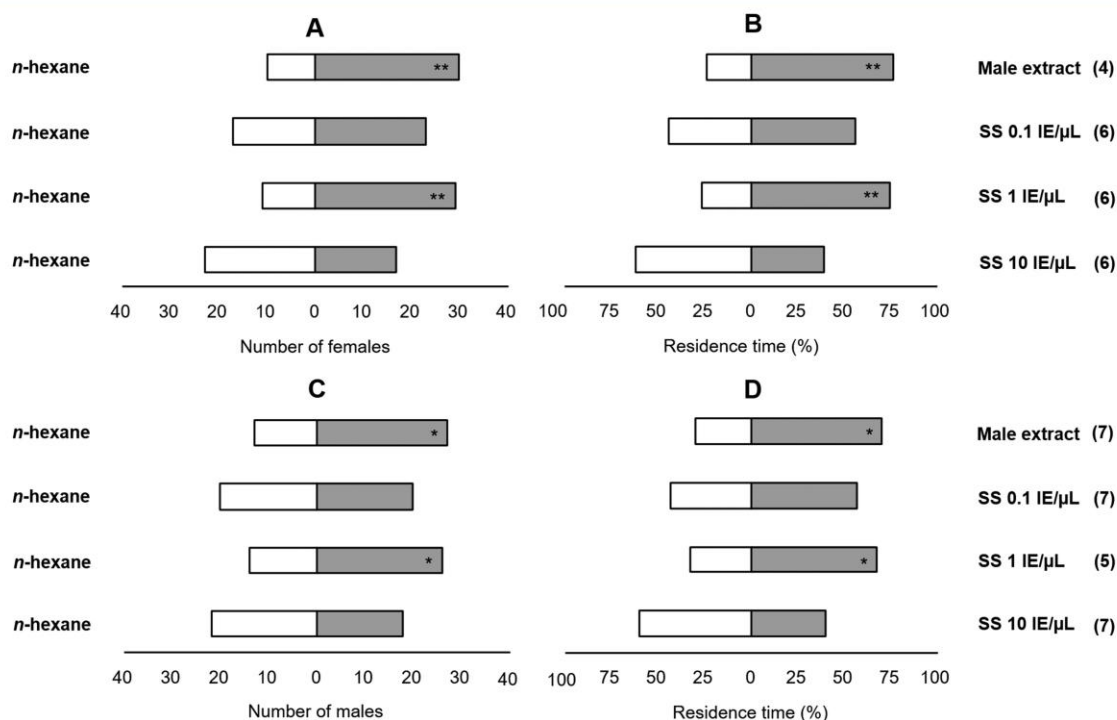 A B
n-hexane ** ** Male extract (4)
n-hexane SS 0.1 IE/µL (6)
n-hexane ** ** SS 1 IE/µL (6)
n-hexane SS 10 IE/µL (6)
40 30 20 10 0 10 20 30 40 100 75 50 25 0 25 50 75 100
Number of females Residence time (%)
C D
n-hexane * * Male extract (7)
n-hexane SS 0.1 IE/µL (7)
n-hexane * * SS 1 IE/µL (5)
n-hexane SS 10 IE/µL (7)
40 30 20 10 0 10 20 30 40 100 75 50 25 0 25 50 75 100
Number of males Residence time (%)